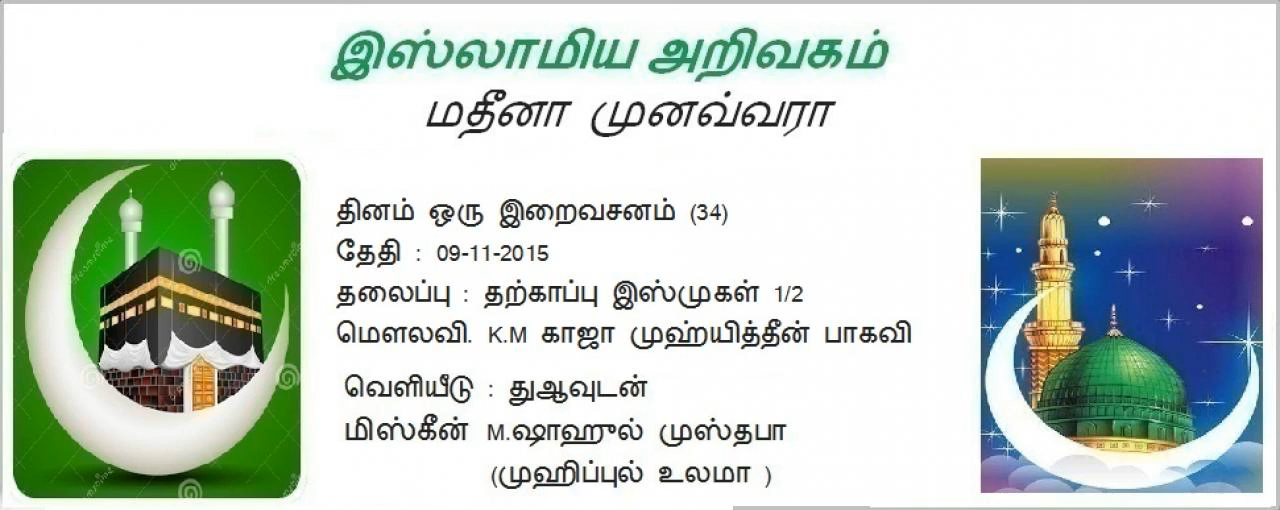 இஸ்லாமிய அறிவகம்
மதீனா முனவ்வரா
தினம் ஒரு இறைவசனம் (34)
தேதி : 09-11-2015
தலைப்பு : தற்காப்பு இஸ்முகள் 1/2
மௌலவி. K.M காஜா முஹ்யித்தீன் பாகவி
வெளியீடு : துஆவுடன்
மிஸ்கீன் M.ஷாஹுல் முஸ்தபா
(முஹிப்புல் உலமா )